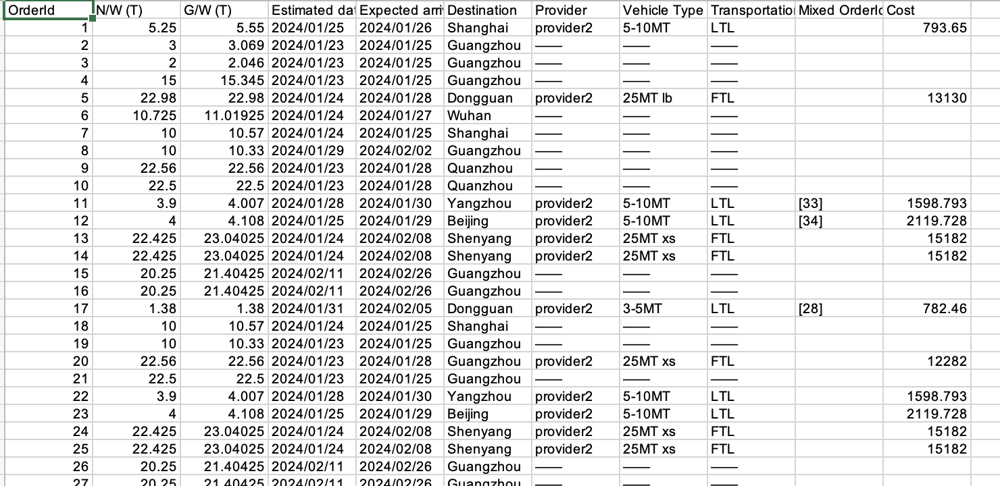 OrderId N/W (T) G/W (T) Estimated dat Expected arri Destination Provider Vehicle Type Transportation Mixed OrderId Cost
1 5.25 5.55 2024/01/25 2024/01/26 Shanghai provider2 5-10MT LTL 793.65
2 3 3.069 2024/01/23 2024/01/25 Guangzhou —— —— ——
3 2 2.046 2024/01/23 2024/01/25 Guangzhou —— —— ——
4 15 15.345 2024/01/23 2024/01/25 Guangzhou —— —— ——
5 22.98 22.98 2024/01/24 2024/01/28 Dongguan provider2 25MT lb FTL 13130
6 10.725 11.01925 2024/01/24 2024/01/27 Wuhan —— —— ——
7 10 10.57 2024/01/24 2024/01/25 Shanghai —— —— ——
8 10 10.33 2024/01/29 2024/02/02 Guangzhou —— —— ——
9 22.56 22.56 2024/01/23 2024/01/28 Quanzhou —— —— ——
10 22.5 22.5 2024/01/23 2024/01/28 Quanzhou —— —— ——
11 3.9 4.007 2024/01/28 2024/01/30 Yangzhou provider2 5-10MT LTL [33] 1598.793
12 4 4.108 2024/01/25 2024/01/29 Beijing provider2 5-10MT LTL [34] 2119.728
13 22.425 23.04025 2024/01/24 2024/02/08 Shenyang provider2 25MT xs FTL 15182
14 22.425 23.04025 2024/01/24 2024/02/08 Shenyang provider2 25MT xs FTL 15182
15 20.25 21.40425 2024/02/11 2024/02/26 Guangzhou —— —— ——
16 20.25 21.40425 2024/02/11 2024/02/26 Guangzhou —— —— ——
17 1.38 1.38 2024/01/31 2024/02/05 Dongguan provider2 3-5MT LTL [28] 782.46
18 10 10.57 2024/01/24 2024/01/25 Shanghai —— —— ——
19 10 10.33 2024/01/23 2024/01/25 Guangzhou —— —— ——
20 22.56 22.56 2024/01/23 2024/01/28 Guangzhou provider2 25MT xs FTL 12282
21 22.5 22.5 2024/01/23 2024/01/25 Guangzhou —— —— ——
22 3.9 4.007 2024/01/28 2024/01/30 Yangzhou provider2 5-10MT LTL 1598.793
23 4 4.108 2024/01/25 2024/01/29 Beijing provider2 5-10MT LTL 2119.728
24 22.425 23.04025 2024/01/24 2024/02/08 Shenyang provider2 25MT xs FTL 15182
25 22.425 23.04025 2024/01/24 2024/02/08 Shenyang provider2 25MT xs FTL 15182
26 20.25 21.40425 2024/02/11 2024/02/26 Guangzhou —— —— ——
27 20.25 21.40425 2024/02/11 2024/02/26 Guangzhou —— —— ——